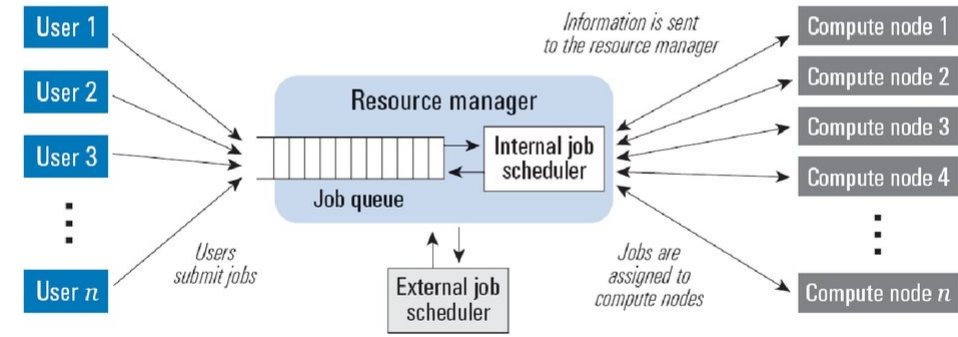 User 1
User 2
User 3
User n
Users
submit jobs
Resource manager
Job queue
Internal job
scheduler
External job
scheduler
Information is sent
to the resource manager
Jobs are
assigned to
compute nodes
Compute node 1
Compute node 2
Compute node 3
Compute node 4
Compute node n